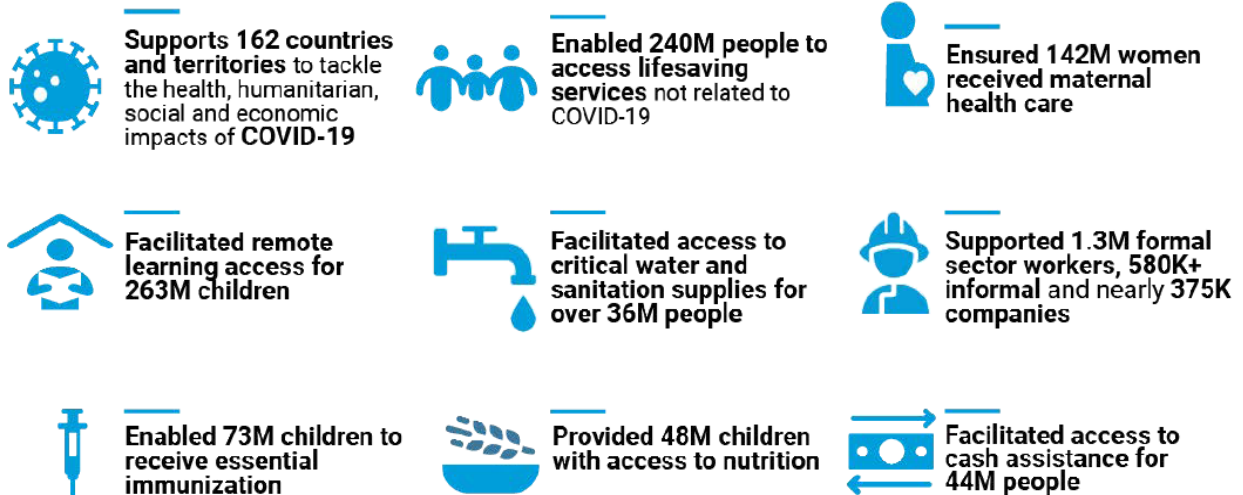 Supports 162 countries
and territories to tackle
the health, humanitarian,
social and economic
impacts of COVID-19
Enabled 240M people to
access lifesaving
services not related to
COVID-19
Ensured 142M women
received maternal
health care
Facilitated remote
learning access for
263M children
Facilitated access to
critical water and
sanitation supplies for
over 36M people
Supported 1.3M formal
sector workers, 580K+
informal and nearly 375K
companies
Enabled 73M children to
receive essential
immunization
Provided 48M children
with access to nutrition
Facilitated access to
cash assistance for
44M people